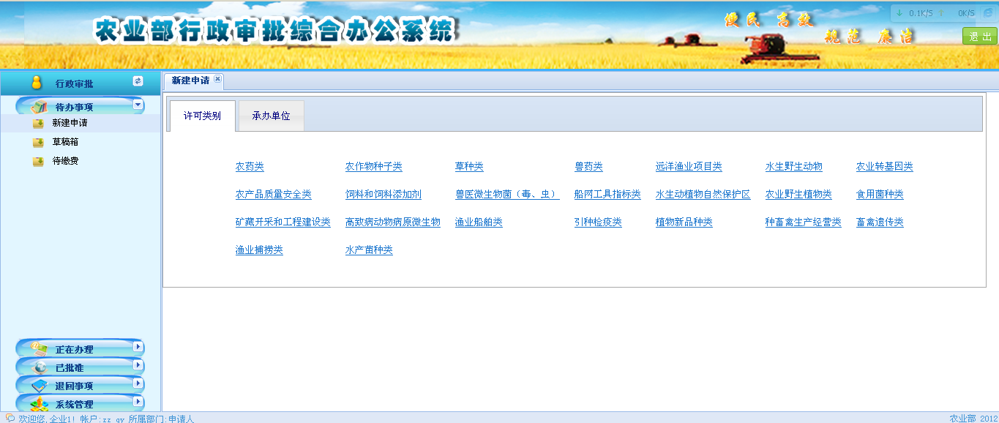 农业部行政审批综合办公系统
便民 高效
规范 廉洁
0.1K/S 0K/S
退 出
行政审批
新建申请
待办事项
新建申请
草稿箱
待缴费
许可类别 承办单位
农药类 农作物种子类 草种类 兽药类 远洋渔业项目类 水生野生动物 农业转基因类
农产品质量安全类 饲料和饲料添加剂 兽医微生物菌（毒、虫） 船网工具指标类 水生动植物自然保护区 农业野生植物类 食用菌种类
矿藏开采和工程建设类 高致病动物病原微生物 渔业船舶类 引种检疫类 植物新品种类 种畜禽生产经营类 畜禽遗传类
渔业捕捞类 水产苗种类
正在办理
已批准
退回事项
系统管理
欢迎您,企业1! 帐户:zz_qy 所属部门:申请人 农业部 2012